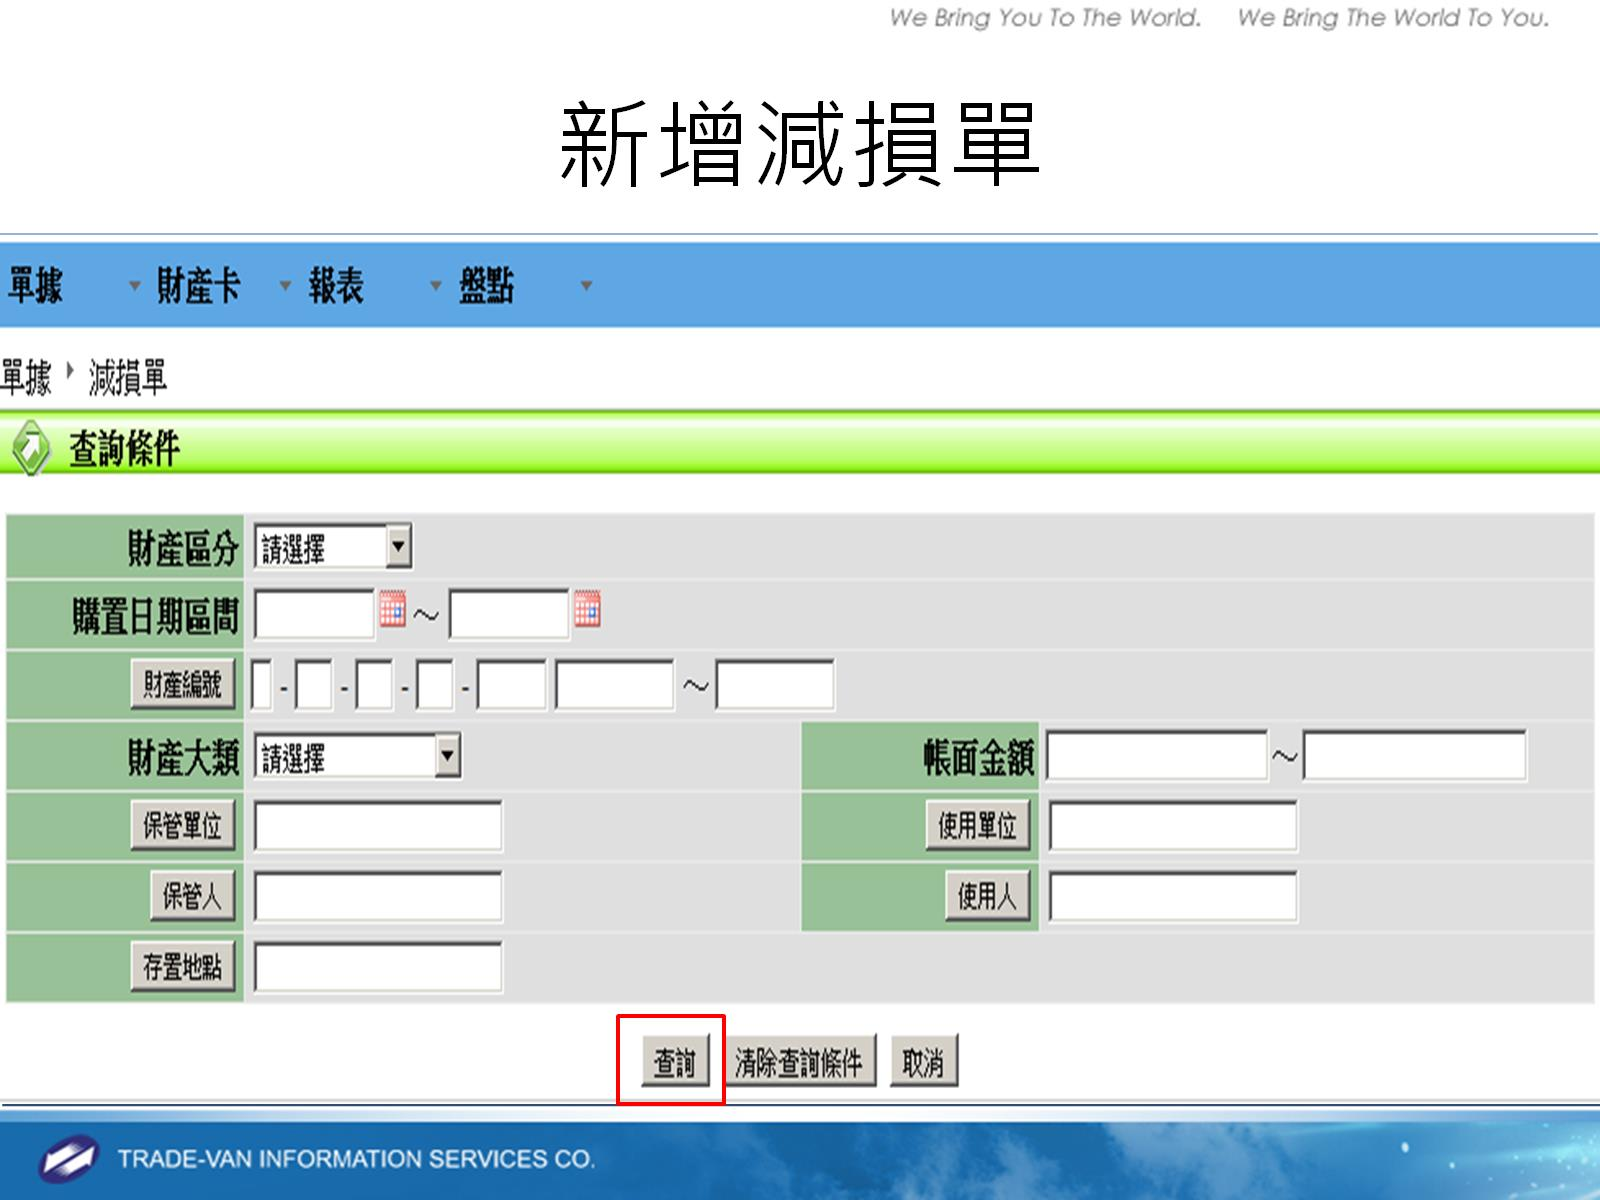 We Bring You To The World. We Bring The World To You.
新增減損單
單據 財產卡 報表 盤點
單據 減損單
查詢條件
財產區分 請選擇
購置日期區間 ～
財產編號 - - - - ～
財產大類 請選擇 帳面金額 ～
保管單位 使用單位
保管人 使用人
存置地點
查詢 清除查詢條件 取消
TRADE-VAN INFORMATION SERVICES CO.